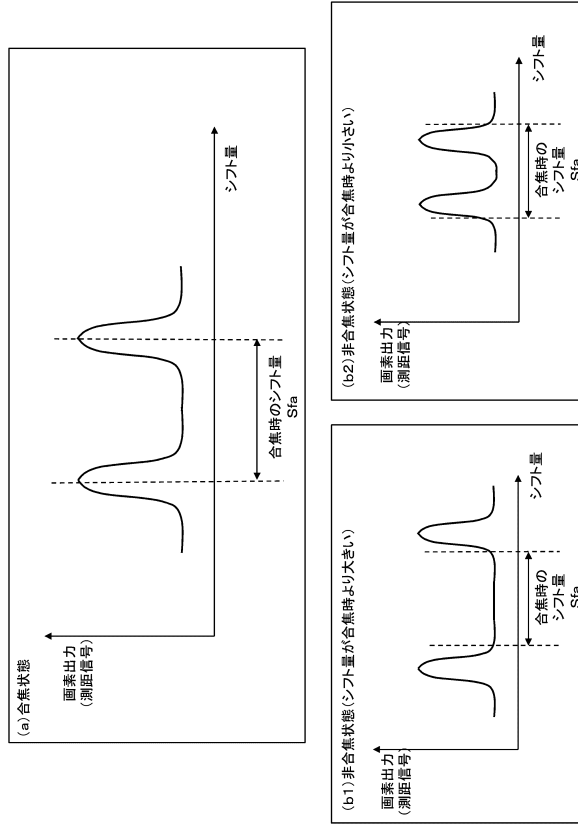 (a)合焦状態
画素出力
(測距信号)
シフト量
合焦時のシフト量
Sfa
(b1)非合焦状態(シフト量が合焦時より大きい)
画素出力
(測距信号)
シフト量
合焦時の
シフト量
Sfa
(b2)非合焦状態(シフト量が合焦時より小さい)
画素出力
(測距信号)
シフト量
合焦時の
シフト量
Sfa